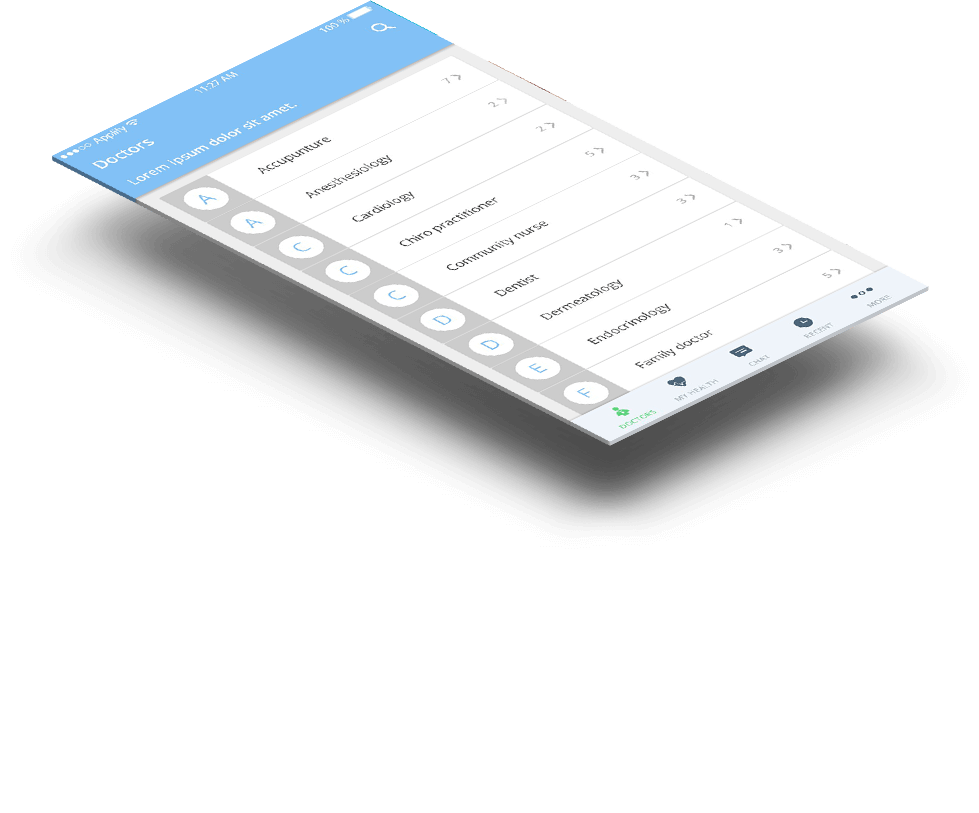 Applify 11:27 AM 100 %
Doctors
Lorem ipsum dolor sit amet.
A Accupunture 7
A Anesthesiology 2
C Cardiology 2
C Chiro practitioner 5
C Community nurse 3
D Dentist 3
D Dermeatology 1
E Endocrinology 3
F Family doctor 5
DOCTORS MY HEALTH CHAT RECENT MORE